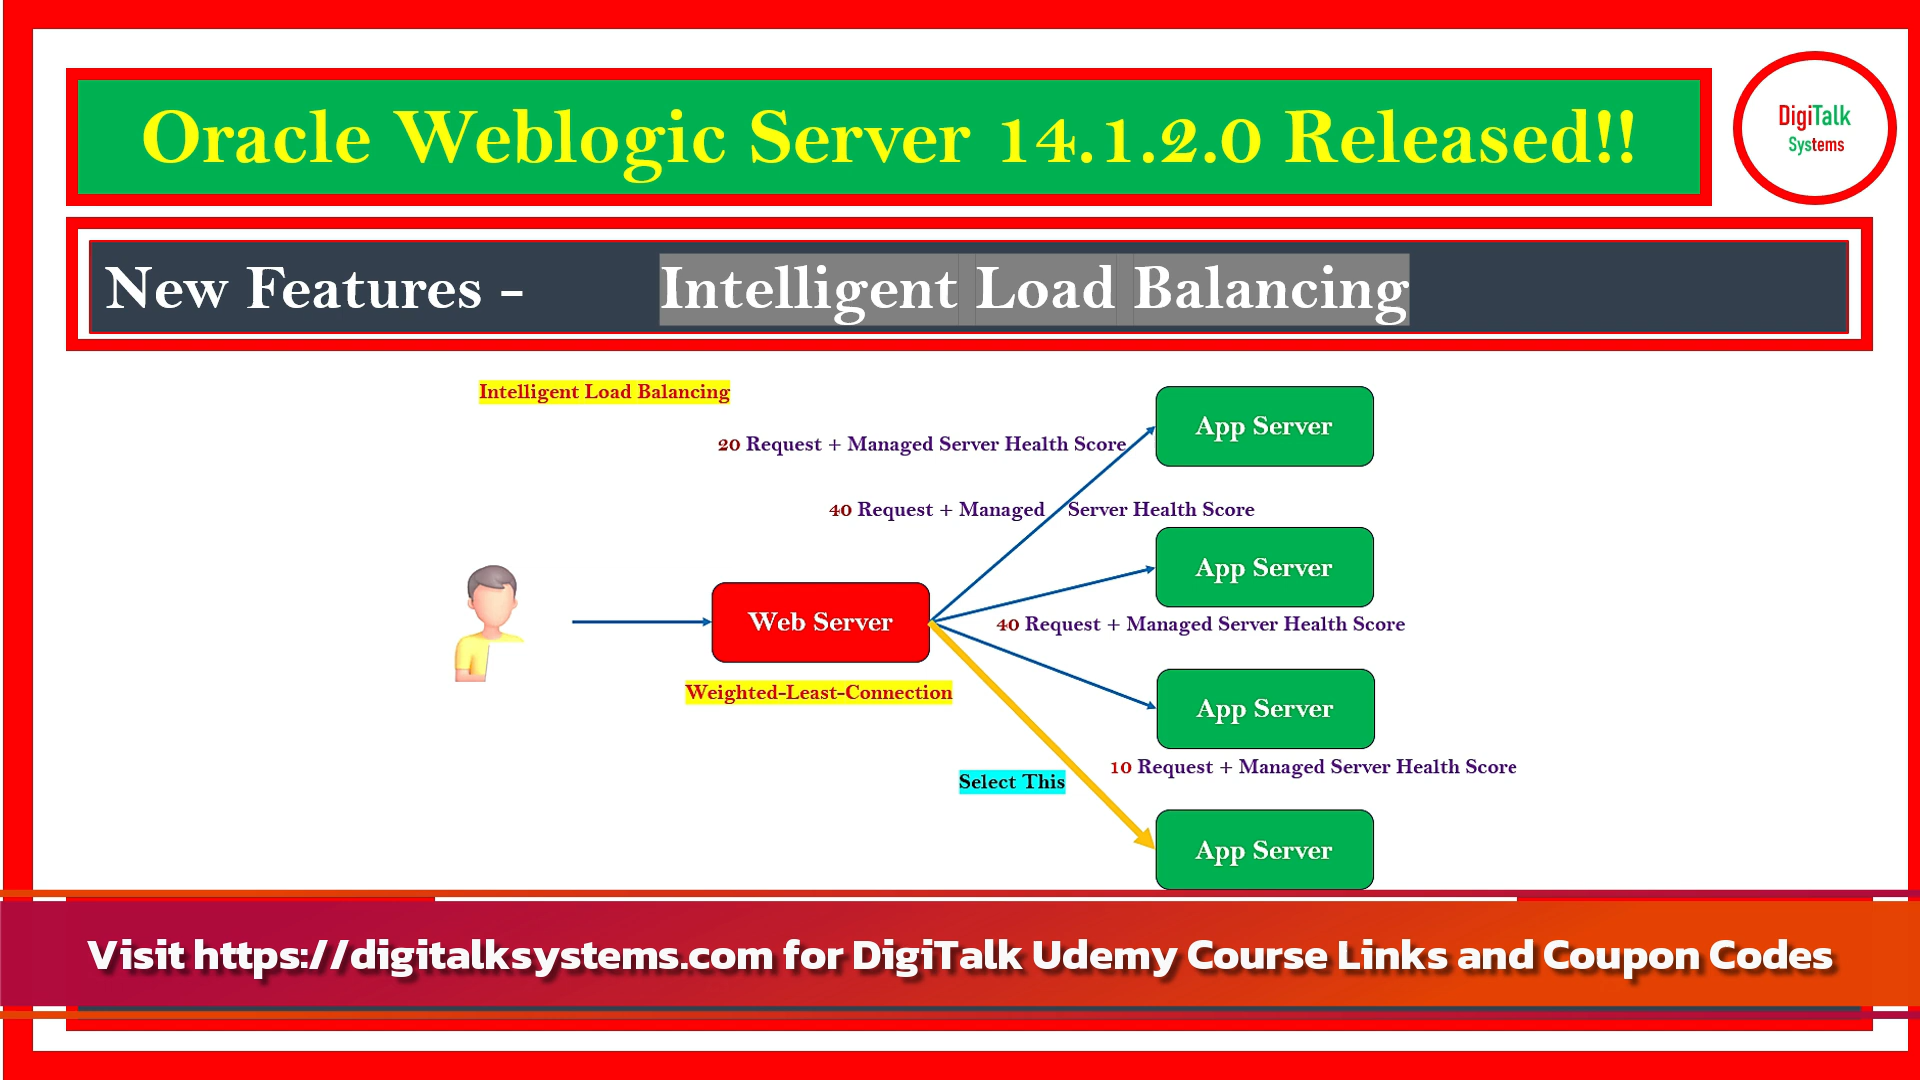 Oracle Weblogic Server 14.1.2.0 Released!!
DigiTalk
Systems
New Features - Intelligent Load Balancing
Intelligent Load Balancing
App Server
20 Request + Managed Server Health Score
40 Request + Managed Server Health Score
App Server
Web Server
40 Request + Managed Server Health Score
Weighted-Least-Connection
App Server
10 Request + Managed Server Health Score
Select This
App Server
Visit https://digitalksystems.com for DigiTalk Udemy Course Links and Coupon Codes